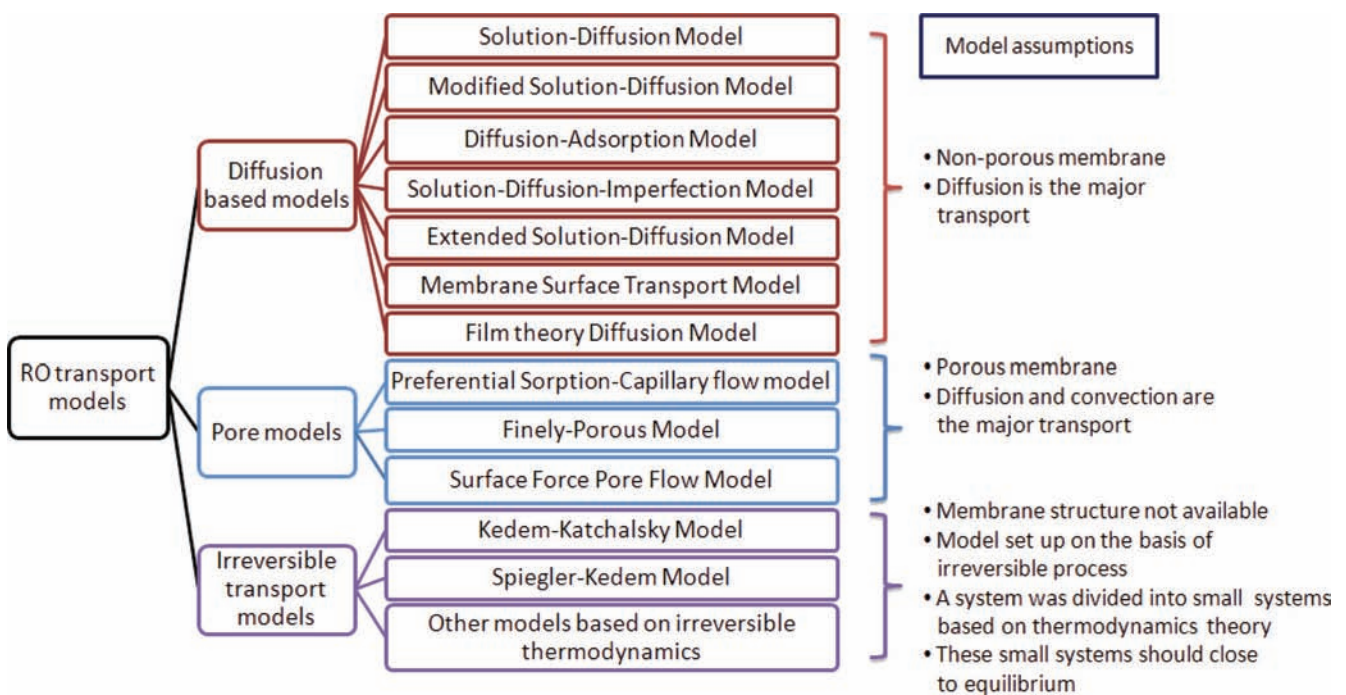 RO transport
models
Diffusion
based models
Pore models
Irreversible
transport
models
Solution-Diffusion Model
Modified Solution-Diffusion Model
Diffusion-Adsorption Model
Solution-Diffusion-Imperfection Model
Extended Solution-Diffusion Model
Membrane Surface Transport Model
Film theory Diffusion Model
Preferential Sorption-Capillary flow model
Finely-Porous Model
Surface Force Pore Flow Model
Kedem-Katchalsky Model
Spiegler-Kedem Model
Other models based on irreversible
thermodynamics
Model assumptions
• Non-porous membrane
• Diffusion is the major
transport
• Porous membrane
• Diffusion and convection are
the major transport
• Membrane structure not available
• Model set up on the basis of
irreversible process
• A system was divided into small systems
based on thermodynamics theory
• These small systems should close
to equilibrium